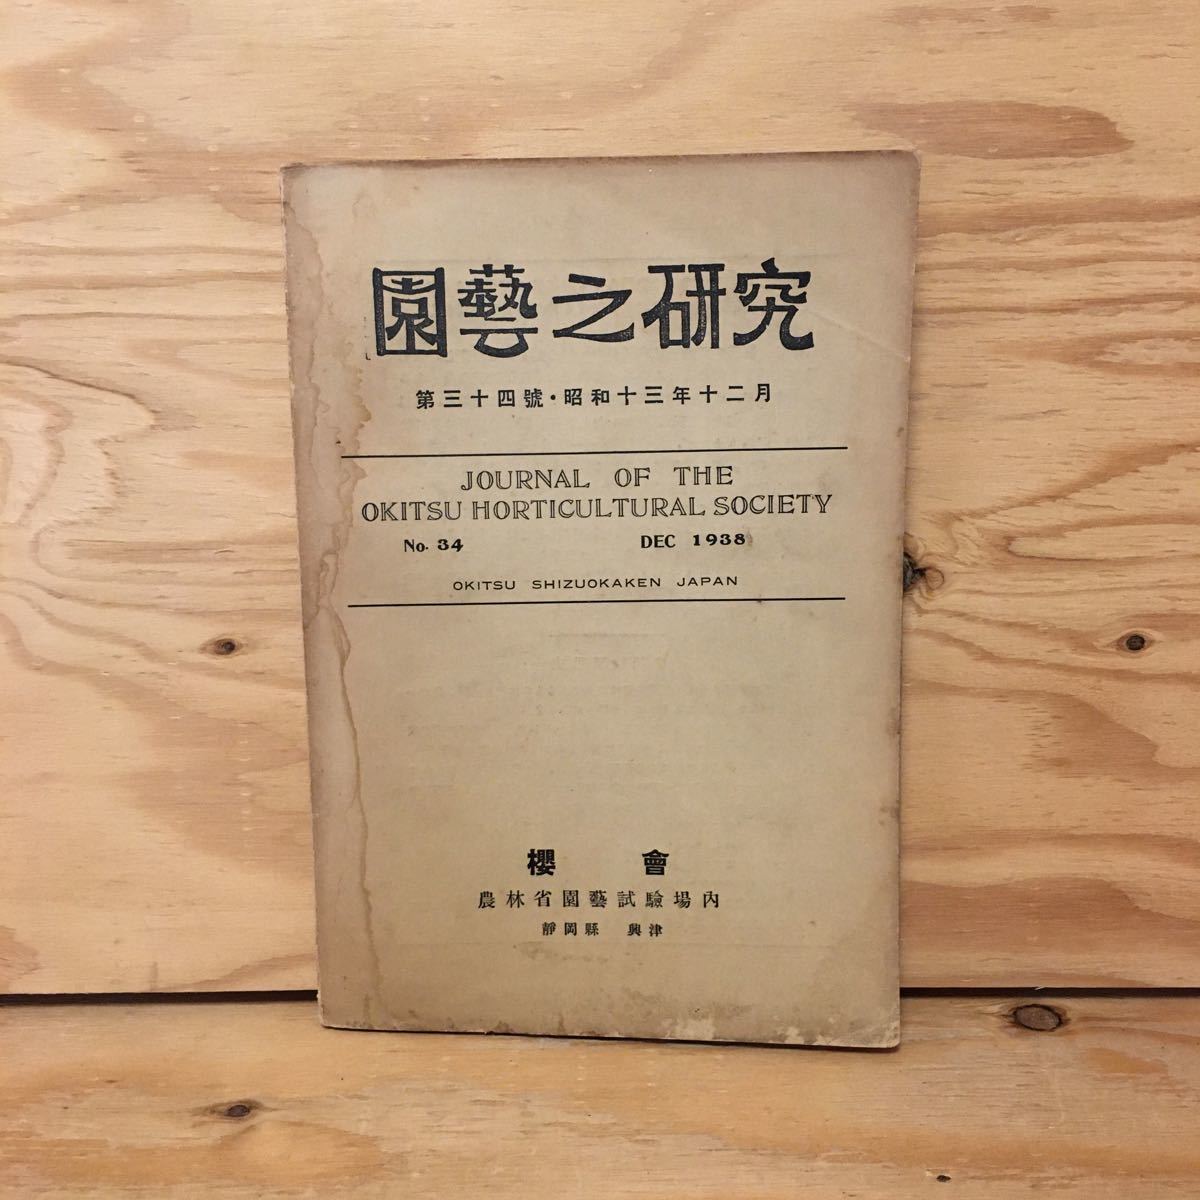 園藝之研究
第三十四號・昭和十三年十二月
JOURNAL OF THE
OKITSU HORTICULTURAL SOCIETY
No. 34 DEC 1938
OKITSU SHIZUOKAKEN JAPAN
櫻會
農林省園藝試驗場內
靜岡縣 興津